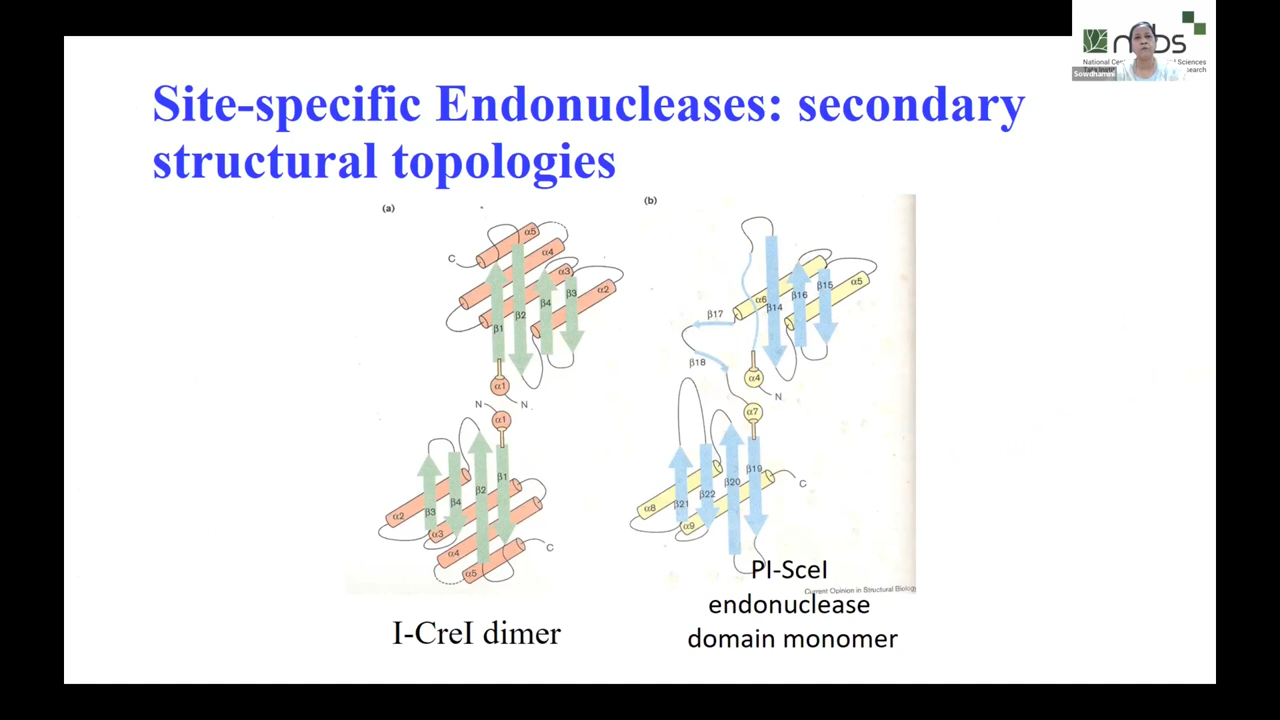 Site-specific Endonucleases: secondary
structural topologies
(a)
α5
C
α4
α3
α2
β3
β4
β2
β1
α1
N
N
α1
β1
β2
β4
β3
α2
α3
α4
α5
C
(b)
α6
β14
β16
β15
α5
β17
β18
α4
N
α7
β19
β20
β22
β21
α8
α9
C
Current Opinion in Structural Biology
I-CreI dimer
PI-SceI
endonuclease
domain monomer
Sowdhamini